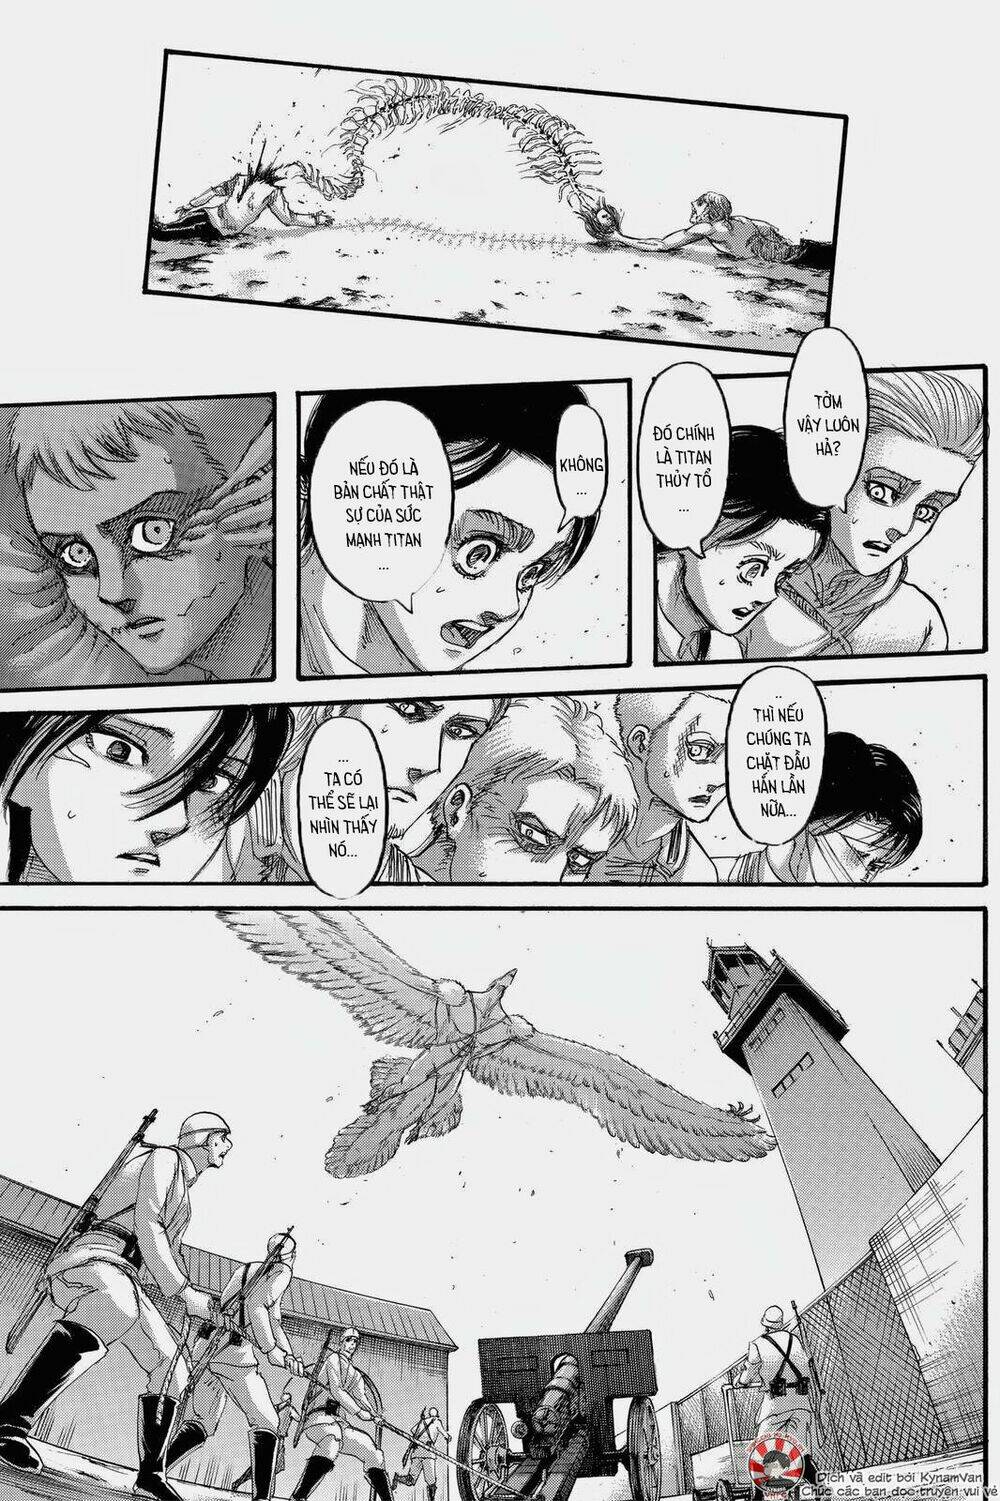 TỞM
VẬY LUÔN
HẢ?
ĐÓ CHÍNH
LÀ TITAN
THỦY TỔ
...
KHÔNG
...
NẾU ĐÓ LÀ
BẢN CHẤT THẬT
SỰ CỦA SỨC
MẠNH TITAN
...
...
THÌ NẾU
CHÚNG TA
CHẶT ĐẦU
HẮN LẦN
NỮA...
...
TA CÓ
THỂ SẼ LẠI
NHÌN THẤY
NÓ...
Dịch và edit bởi KynamVan
Chúc các bạn đọc truyện vui vẻ